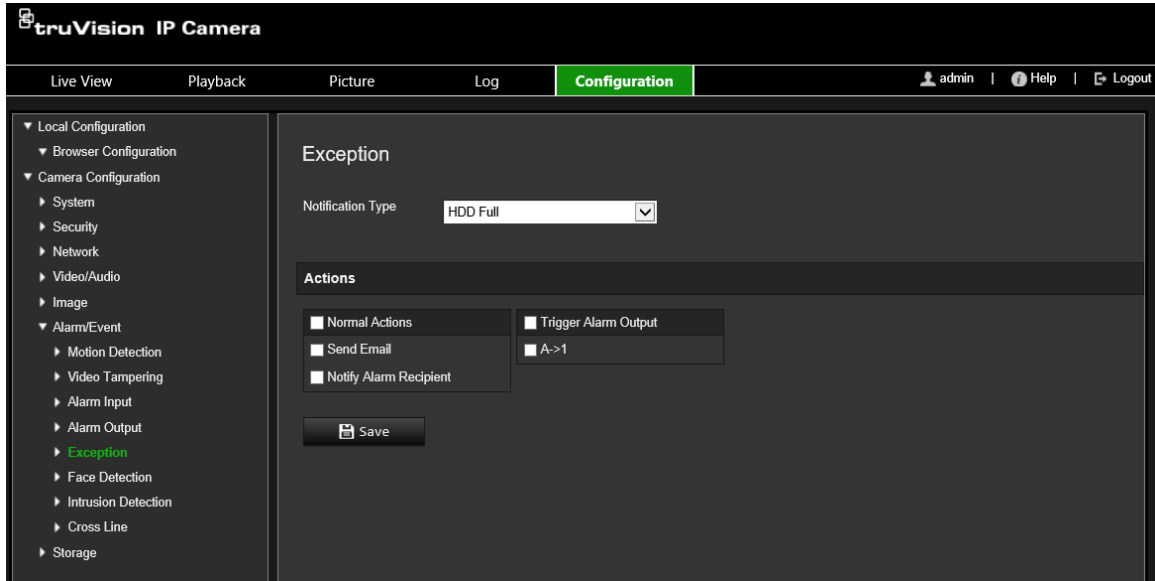 truVision IP Camera
Live View Playback Picture Log Configuration admin | Help | Logout
Local Configuration
Browser Configuration
Camera Configuration
System
Security
Network
Video/Audio
Image
Alarm/Event
Motion Detection
Video Tampering
Alarm Input
Alarm Output
Exception
Face Detection
Intrusion Detection
Cross Line
Storage
Exception
Notification Type HDD Full
Actions
Normal Actions Trigger Alarm Output
Send Email A->1
Notify Alarm Recipient
Save